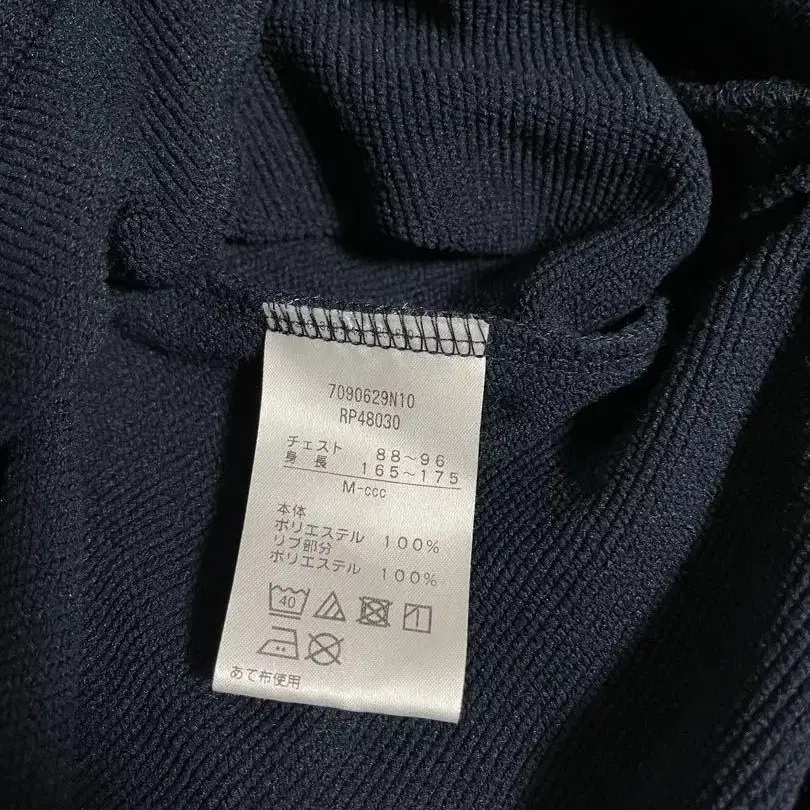 7090629N10
RP48030
チェスト 88~96
身長 165~175
M-ccc
本体
ポリエステル 100%
リブ部分
ポリエステル 100%
40
あて布使用